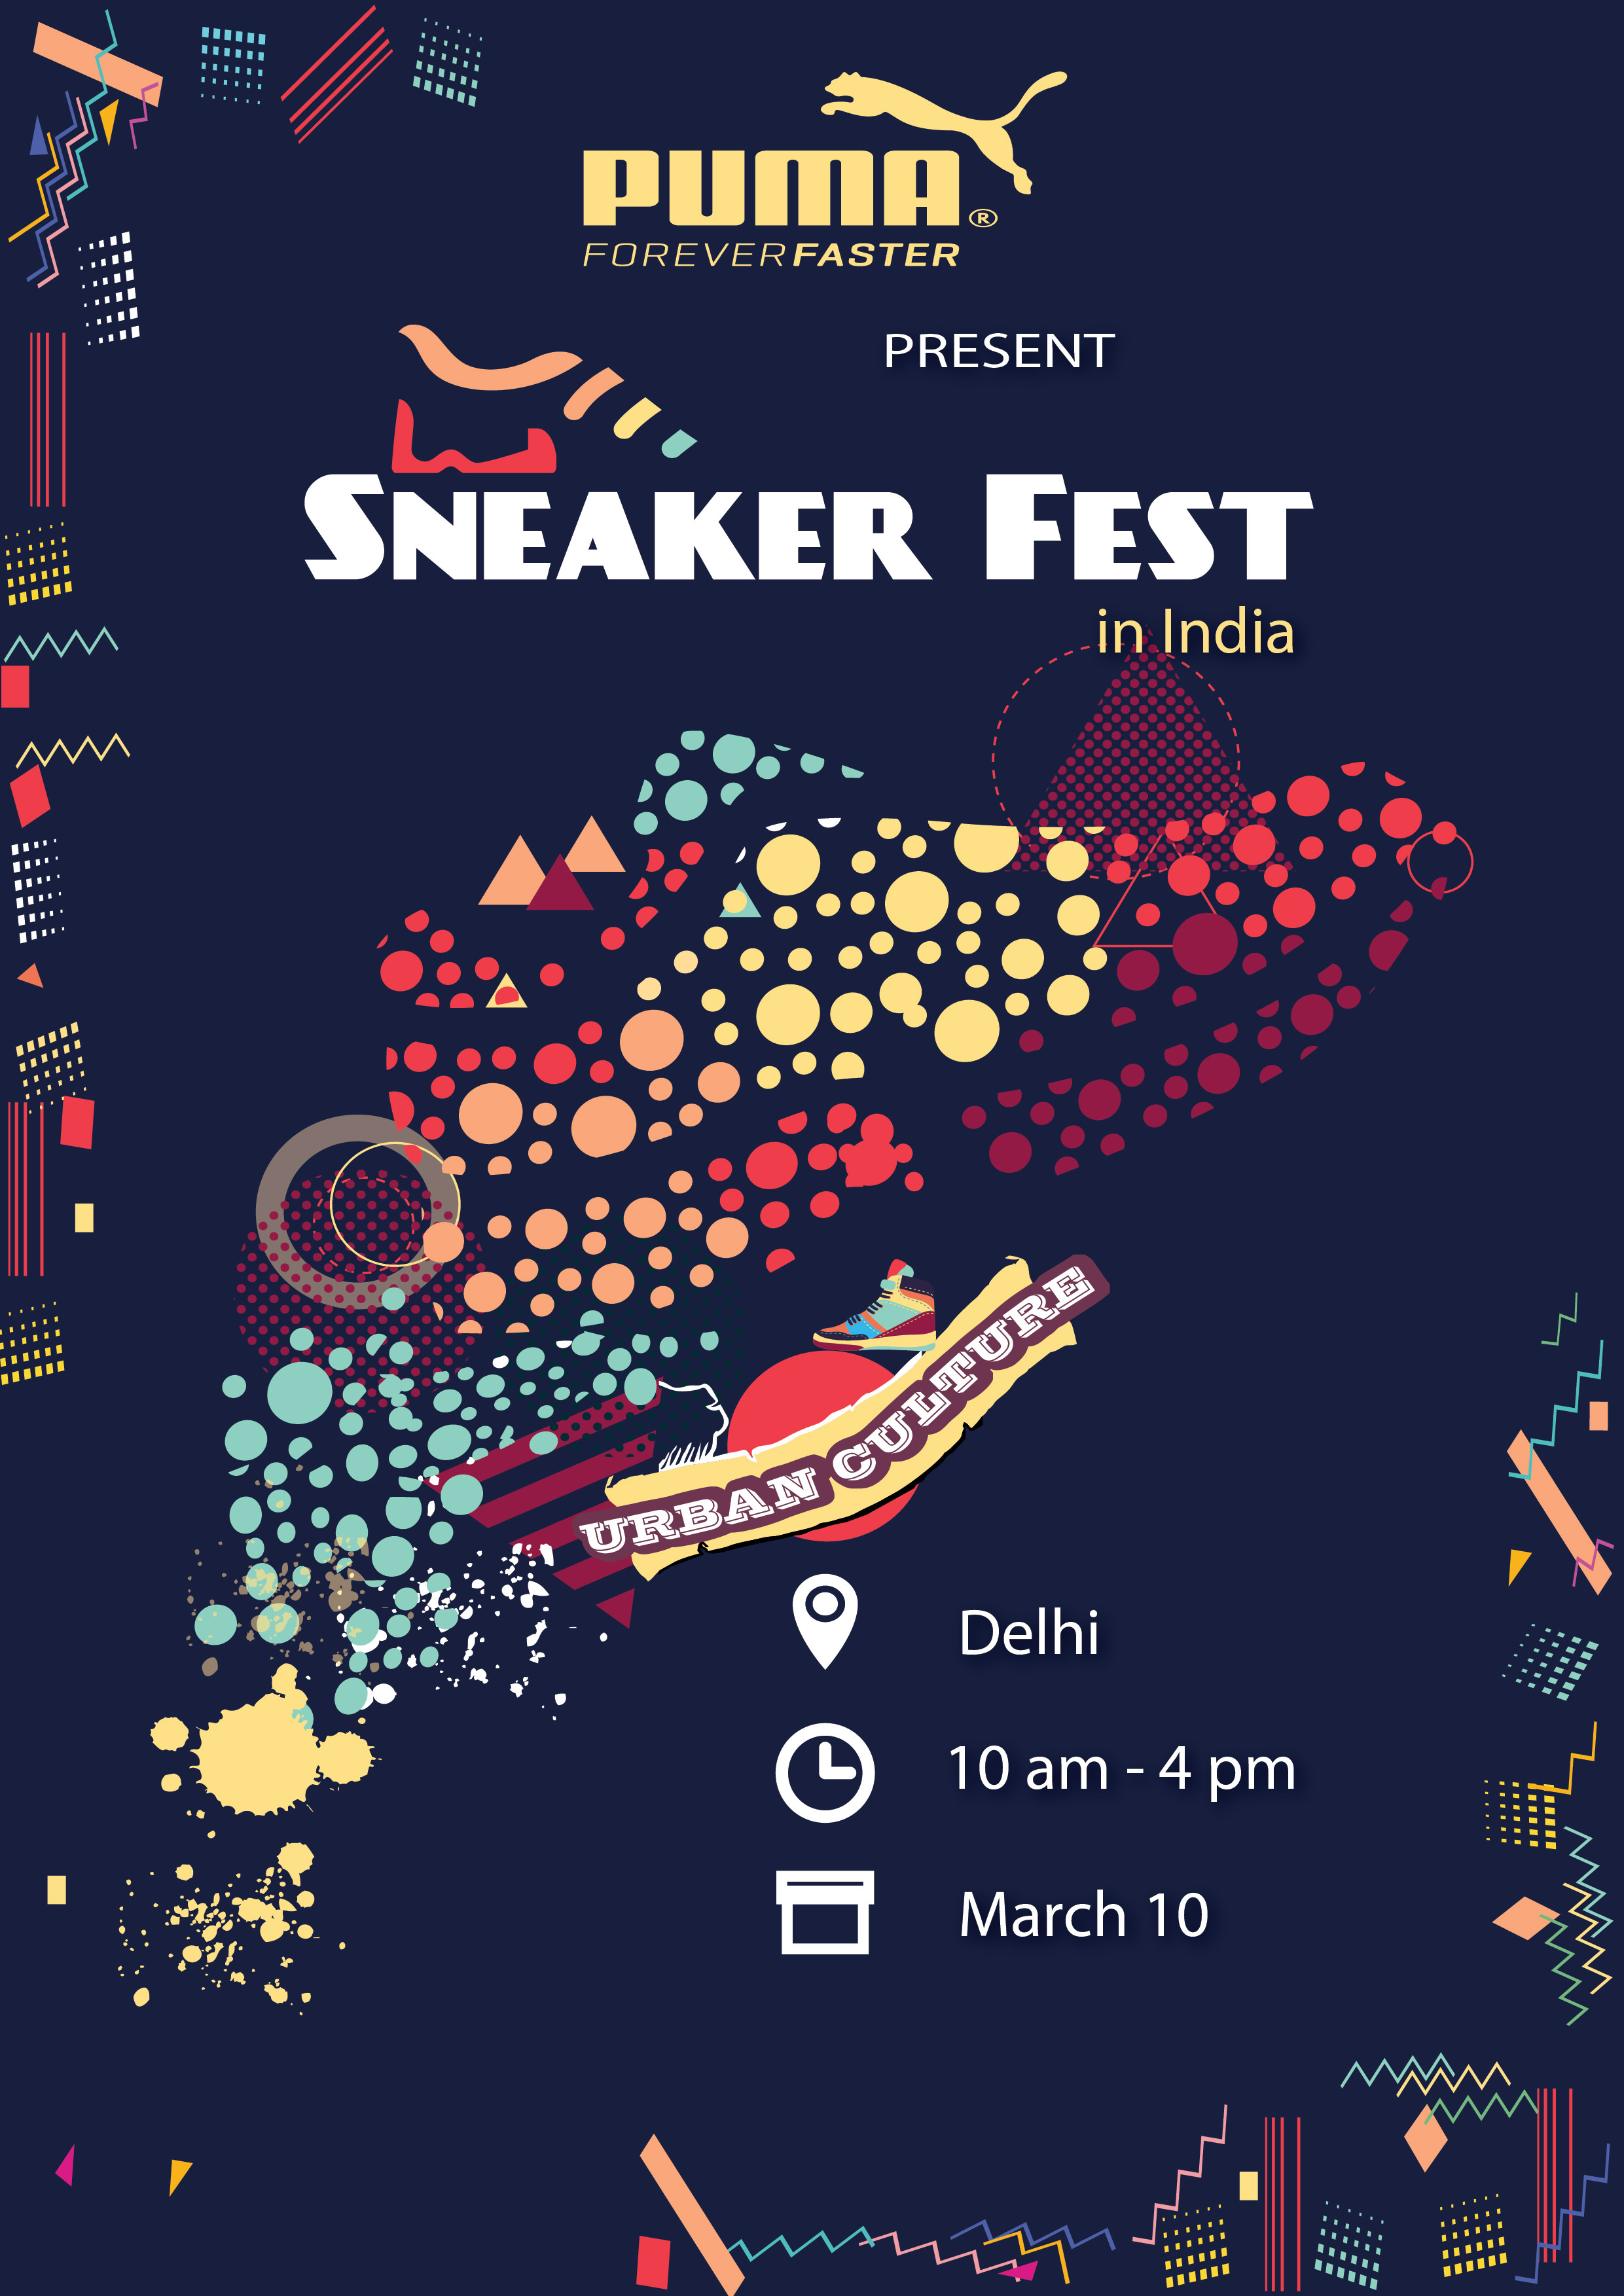 PUMA®
FOREVERFASTER
PRESENT
SNEAKER FEST
in India
URBAN CULTURE
Delhi
10 am - 4 pm
March 10